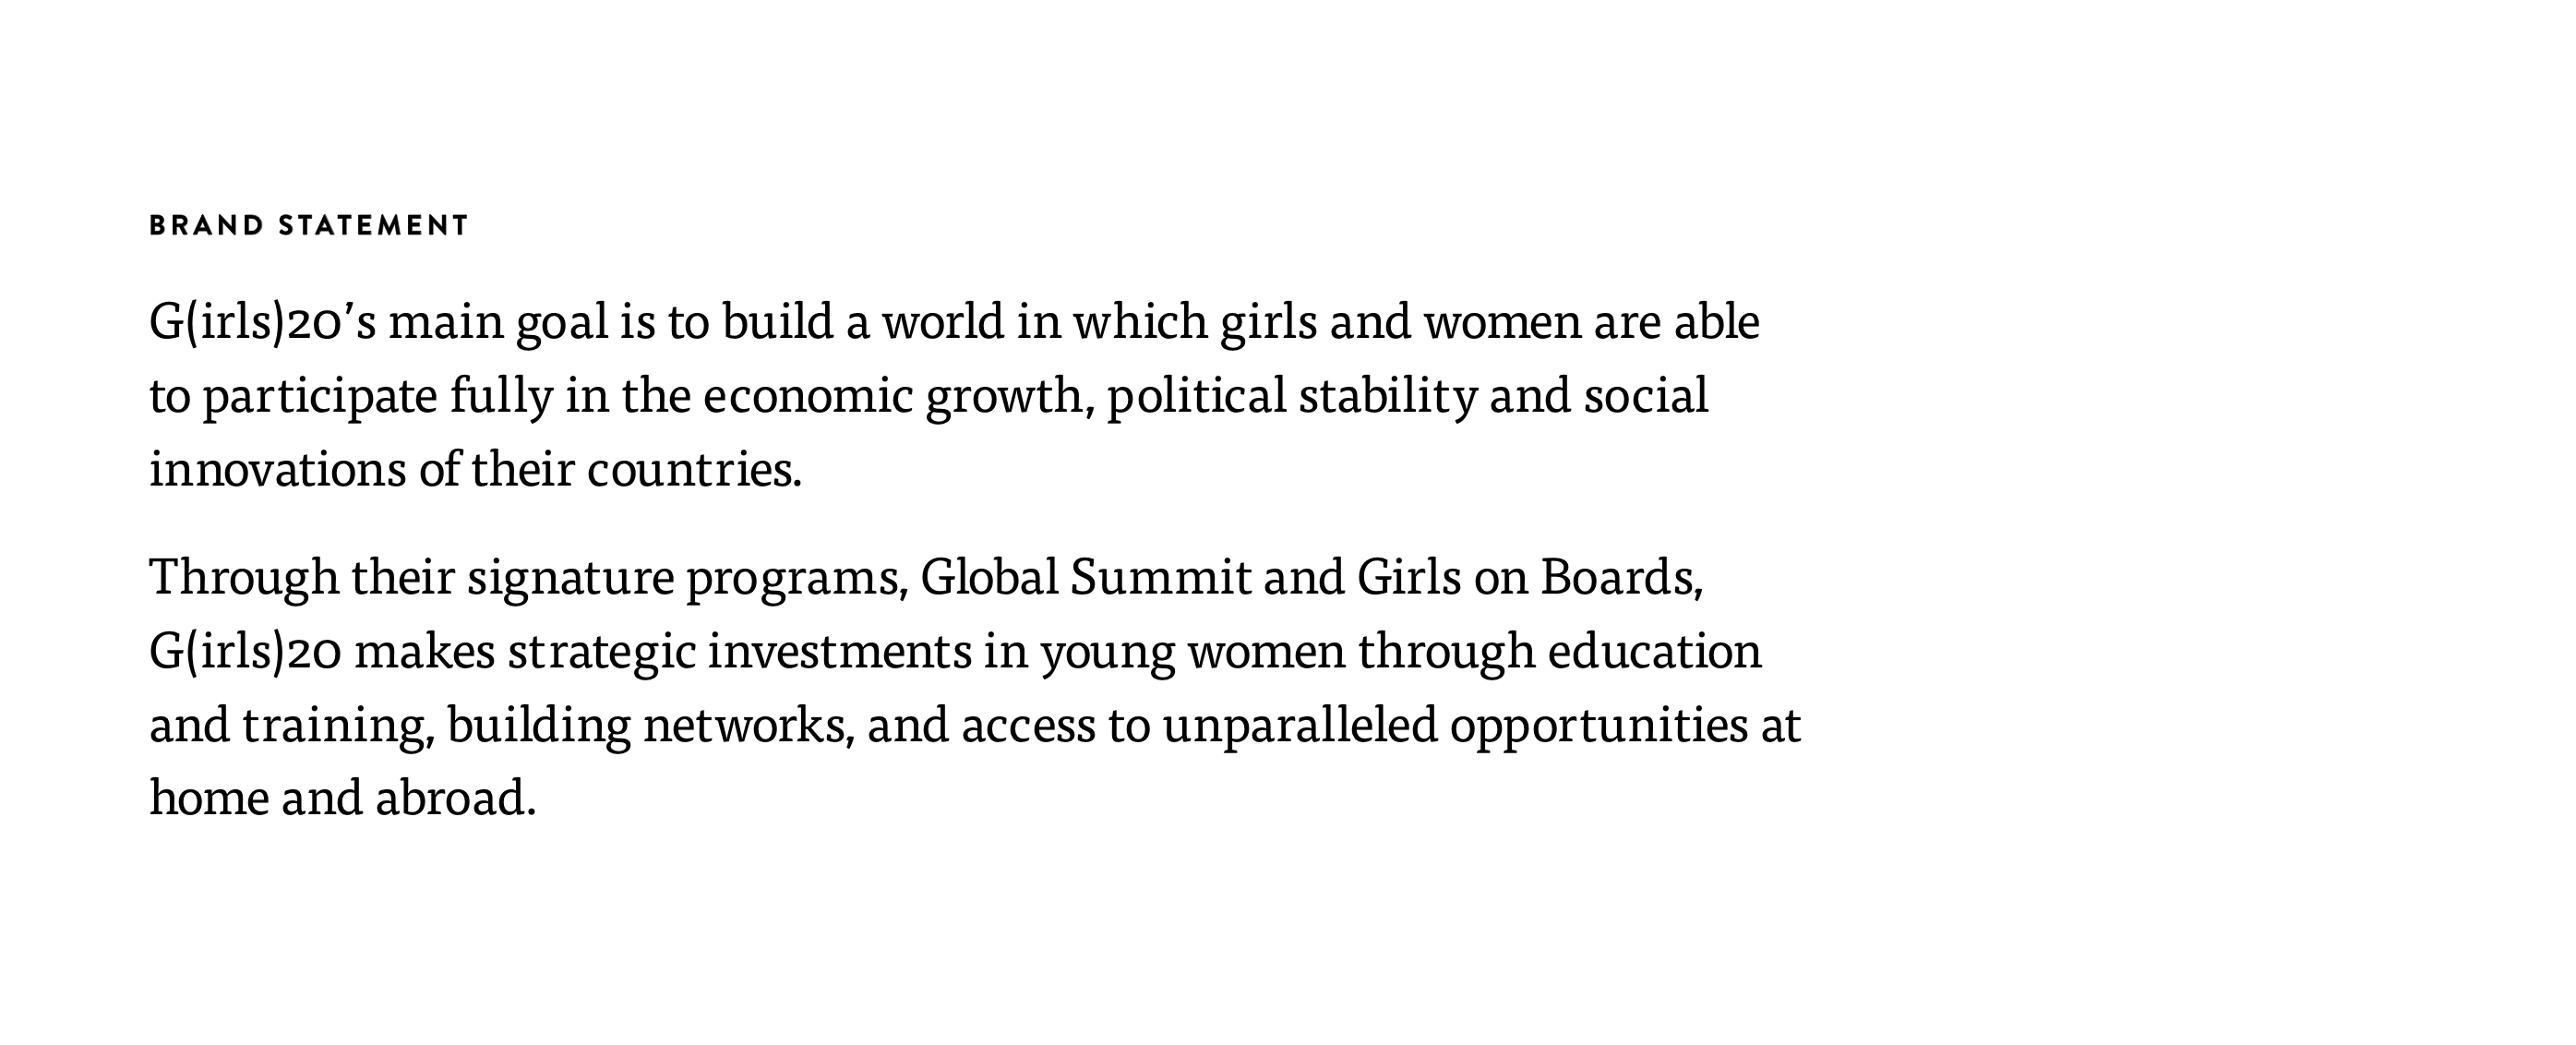 BRAND STATEMENT
G(irls)20’s main goal is to build a world in which girls and women are able
to participate fully in the economic growth, political stability and social
innovations of their countries.
Through their signature programs, Global Summit and Girls on Boards,
G(irls)20 makes strategic investments in young women through education
and training, building networks, and access to unparalleled opportunities at
home and abroad.